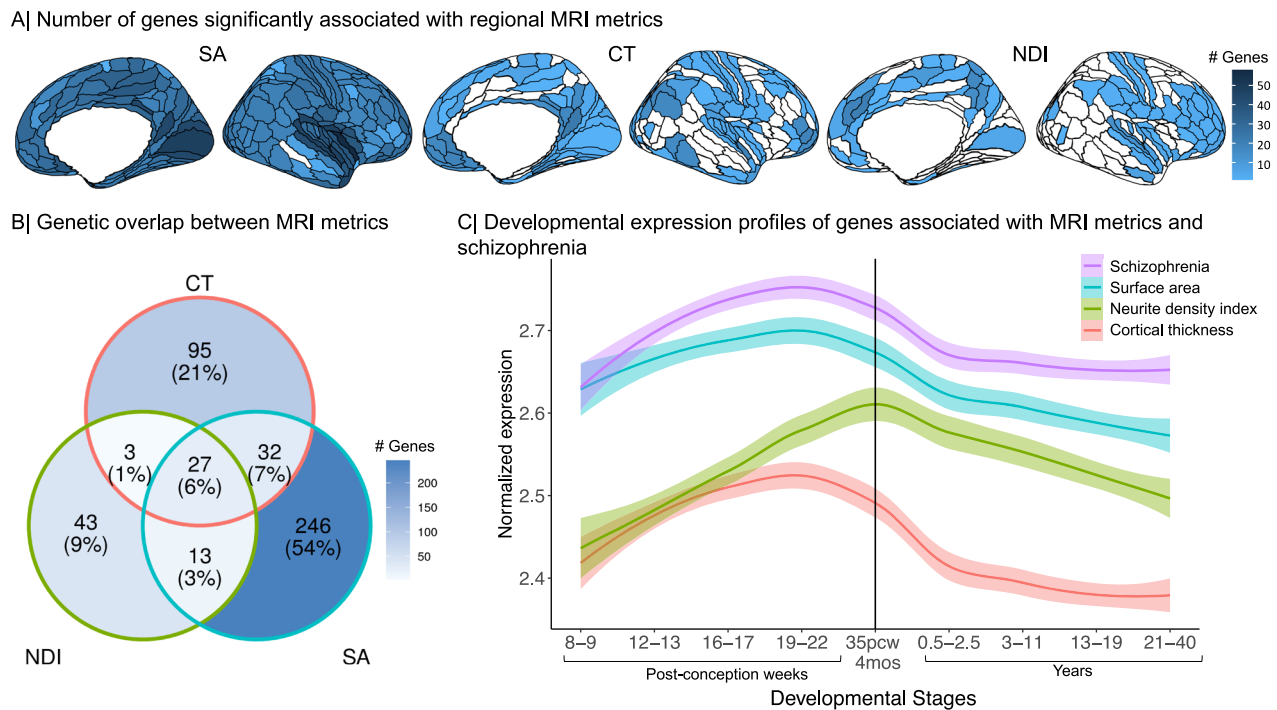 A| Number of genes significantly associated with regional MRI metrics
SA
CT
NDI
# Genes
50
40
30
20
10
B| Genetic overlap between MRI metrics
CT
95
(21%)
3
(1%)
27
(6%)
32
(7%)
43
(9%)
13
(3%)
246
(54%)
NDI
SA
# Genes
200
150
100
50
C| Developmental expression profiles of genes associated with MRI metrics and
schizophrenia
Schizophrenia
Surface area
Neurite density index
Cortical thickness
Normalized expression
2.7
2.6
2.5
2.4
8–9
12–13
16–17
19–22
35pcw
4mos
0.5–2.5
3–11
13–19
21–40
Post-conception weeks
Years
Developmental Stages